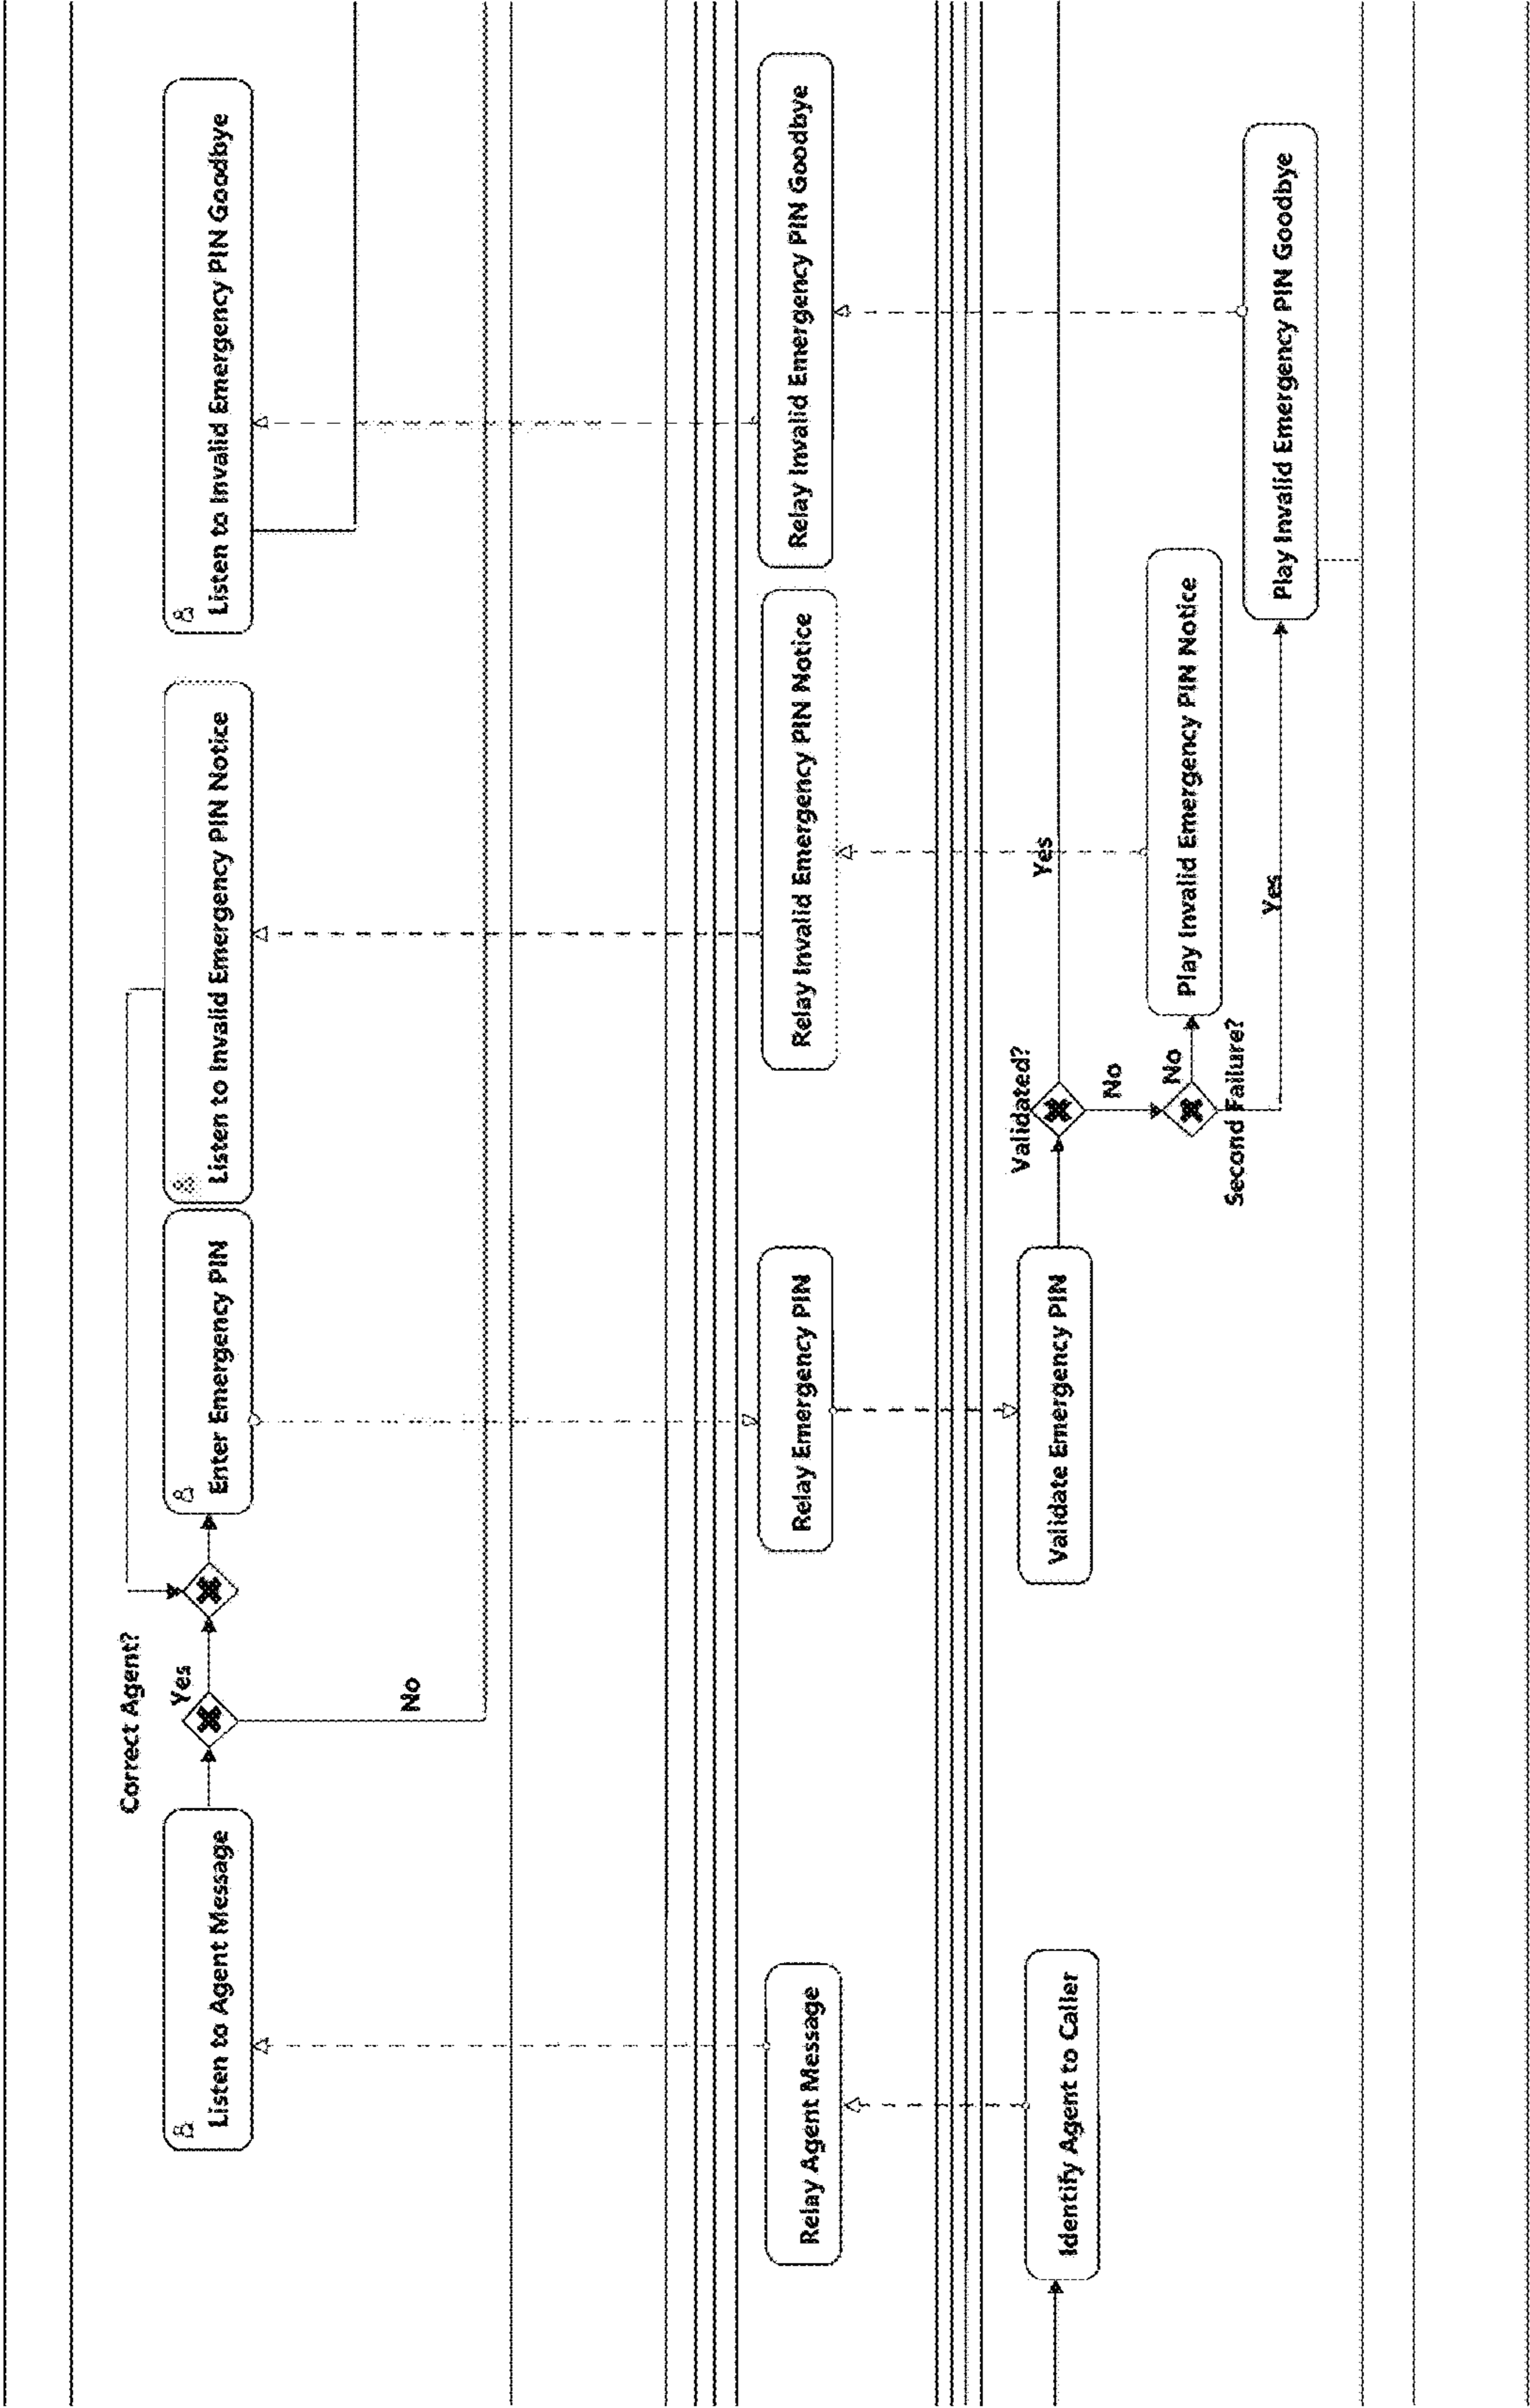 Correct Agent?
Listen to Agent Message
Yes
Enter Emergency PIN
Listen to Invalid Emergency PIN Notice
Listen to Invalid Emergency PIN Goodbye
No
Relay Agent Message
Relay Emergency PIN
Relay Invalid Emergency PIN Notice
Relay Invalid Emergency PIN Goodbye
Validated?
Yes
Identify Agent to Caller
Validate Emergency PIN
No
No
Play Invalid Emergency PIN Notice
Second Failure?
Yes
Play Invalid Emergency PIN Goodbye